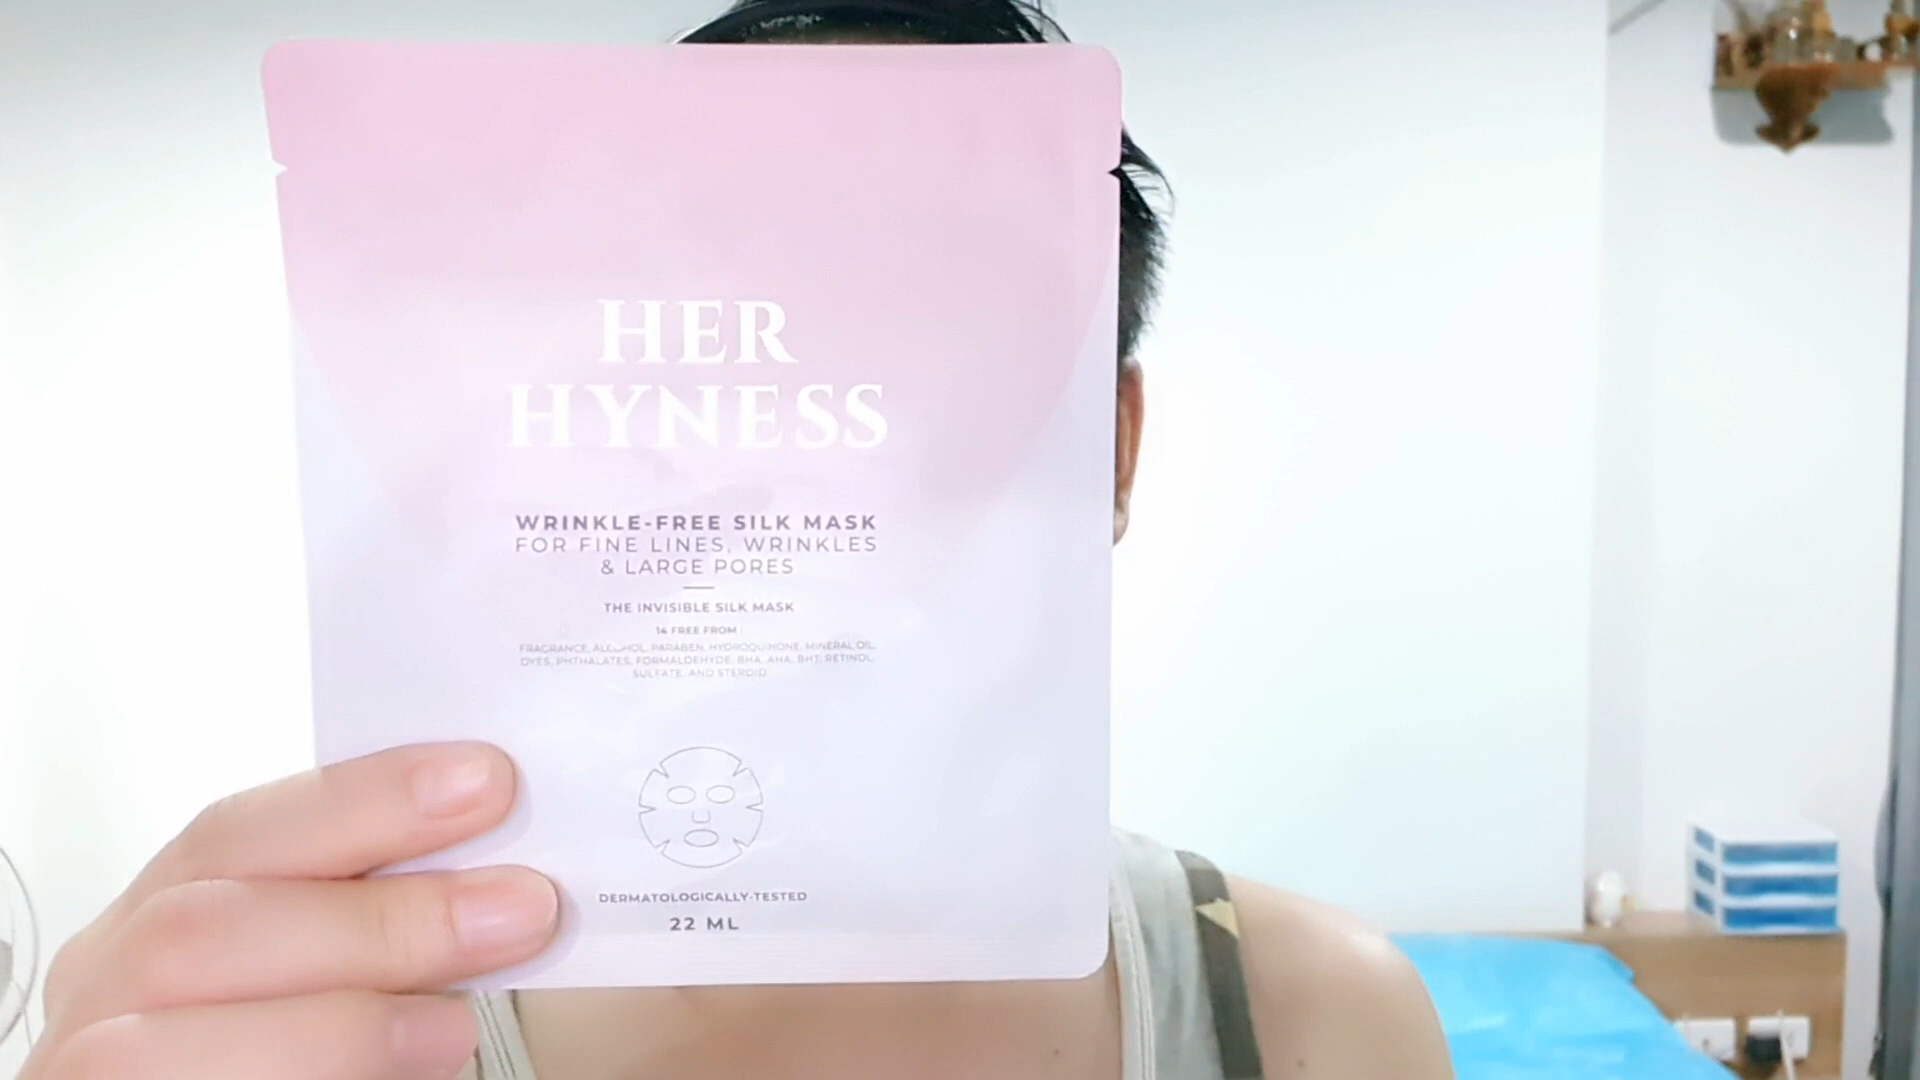 HER
HYNESS
WRINKLE-FREE SILK MASK
FOR FINE LINES, WRINKLES
& LARGE PORES
THE INVISIBLE SILK MASK
14 FREE FROM :
FRAGRANCE, ALCOHOL, PARABEN, HYDROQUINONE, MINERAL OIL,
DYES, PHTHALATES, FORMALDEHYDE, BHA, AHA, BHT, RETINOL,
SULFATE, AND STEROID
DERMATOLOGICALLY-TESTED
22 ML